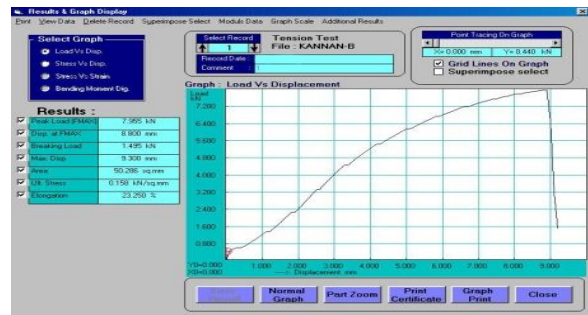 Results & Graph Display
Print View Data Delete Record Superimpose Select Modulo Data Graph Scale Additional Results
Select Graph
Load Vs Disp.
Stress Vs Disp.
Stress Vs Strain
Bending Moment Dig.
Select Record
1
Tension Test
File : KANNAN-B
Record Date :
Comment :
Point Tracing On Graph
X= 0.000 mm Y= 0.440 kN
Grid Lines On Graph
Superimpose select
Graph : Load Vs Displacement
Results :
Peak Load (FMAX) 7.955 kN
Disp. at FMAX 8.800 mm
Breaking Load 1.495 kN
Max. Disp. 9.300 mm
Area 50.286 sq.mm
Ult. Stress 0.158 kN/sq.mm
Elongation 23.250 %
Load
kN
7.200
6.400
5.600
4.800
4.000
3.200
2.400
1.600
0.800
Y0=0.000
X0=0.000
1.000 2.000 3.000 4.000 5.000 6.000 7.000 8.000 9.000
Displacement mm
Normal Graph
Part Zoom
Print Certificate
Graph Print
Close